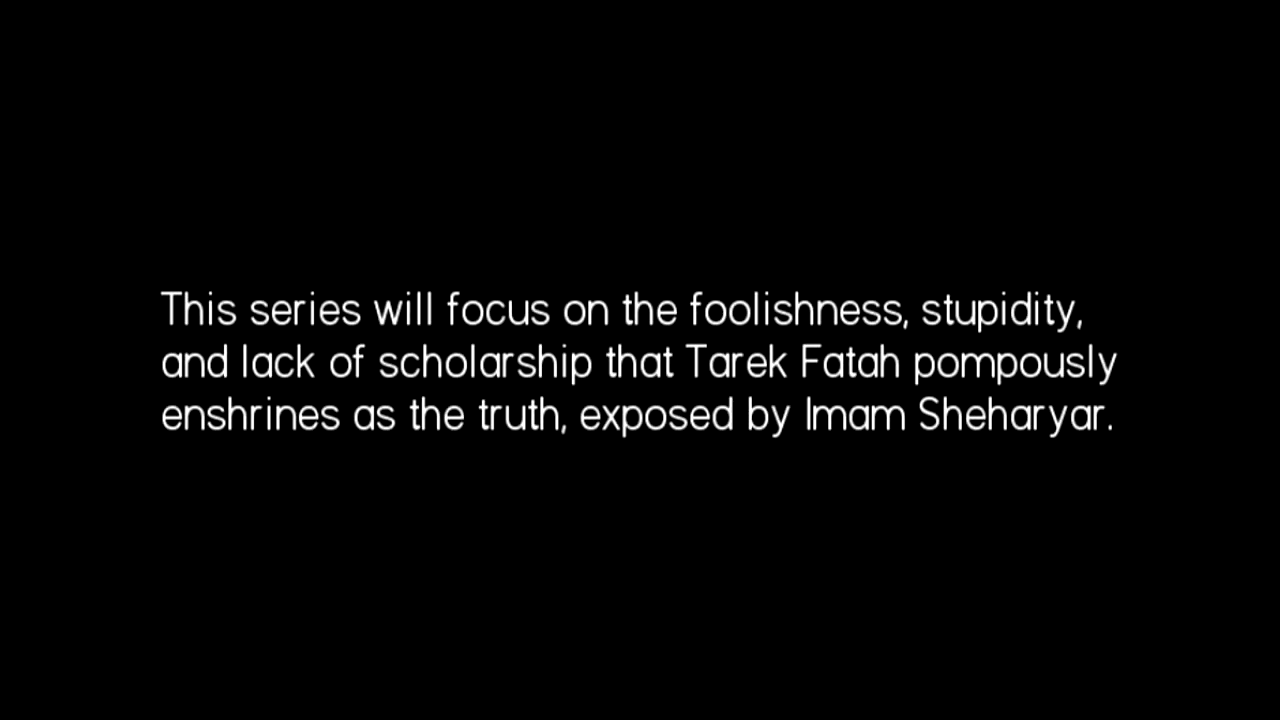 This series will focus on the foolishness, stupidity,
and lack of scholarship that Tarek Fatah pompously
enshrines as the truth, exposed by Imam Sheharyar.